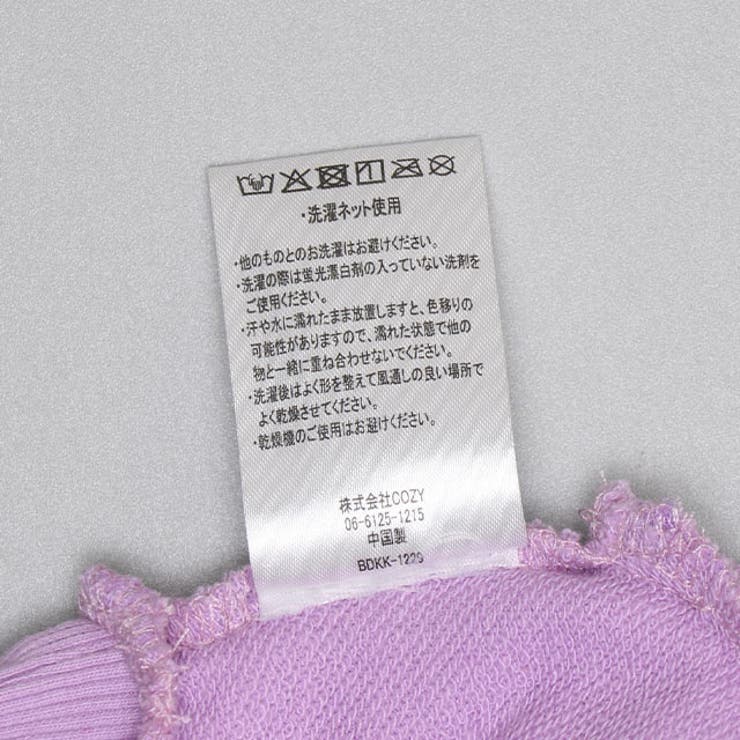 ・洗濯ネット使用
・他のものとのお洗濯はお避けください。
・洗濯の際は蛍光漂白剤の入っていない洗剤を
ご使用ください。
・汗や水に濡れたまま放置しますと、色移りの
可能性がありますので、濡れた状態で他の
物と一緒に重ね合わせないでください。
・洗濯後はよく形を整えて風通しの良い場所で
よく乾燥させてください。
・乾燥機のご使用はお避けください。
株式会社COZY
06-6125-1215
中国製
BDKK-1229